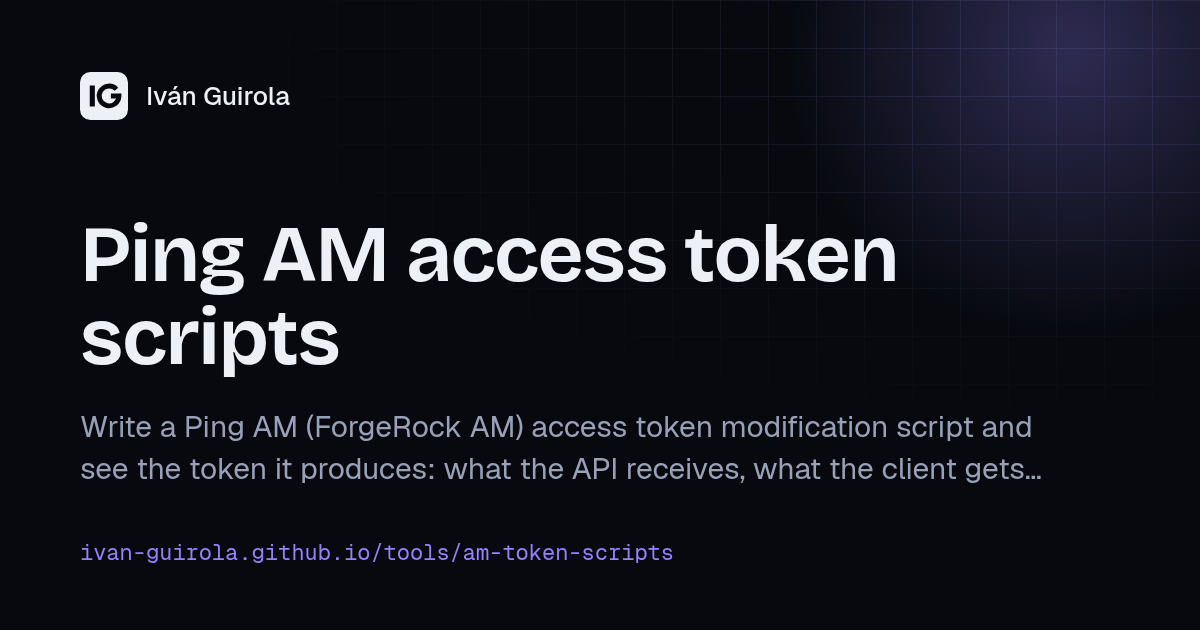 IG Iván Guirola
Ping AM access token
scripts
Write a Ping AM (ForgeRock AM) access token modification script and
see the token it produces: what the API receives, what the client gets…
ivan-guirola.github.io/tools/am-token-scripts